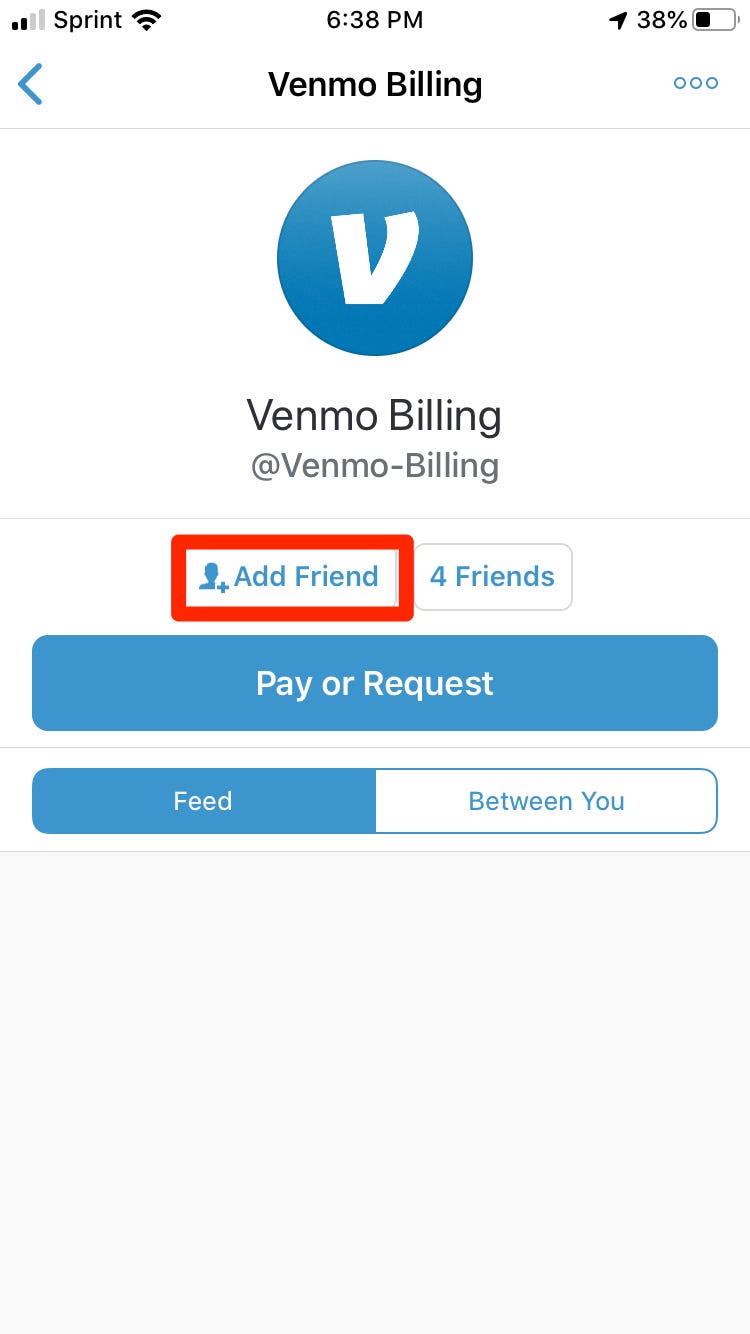 Sprint 6:38 PM 38%
Venmo Billing
V
Venmo Billing
@Venmo-Billing
Add Friend 4 Friends
Pay or Request
Feed Between You